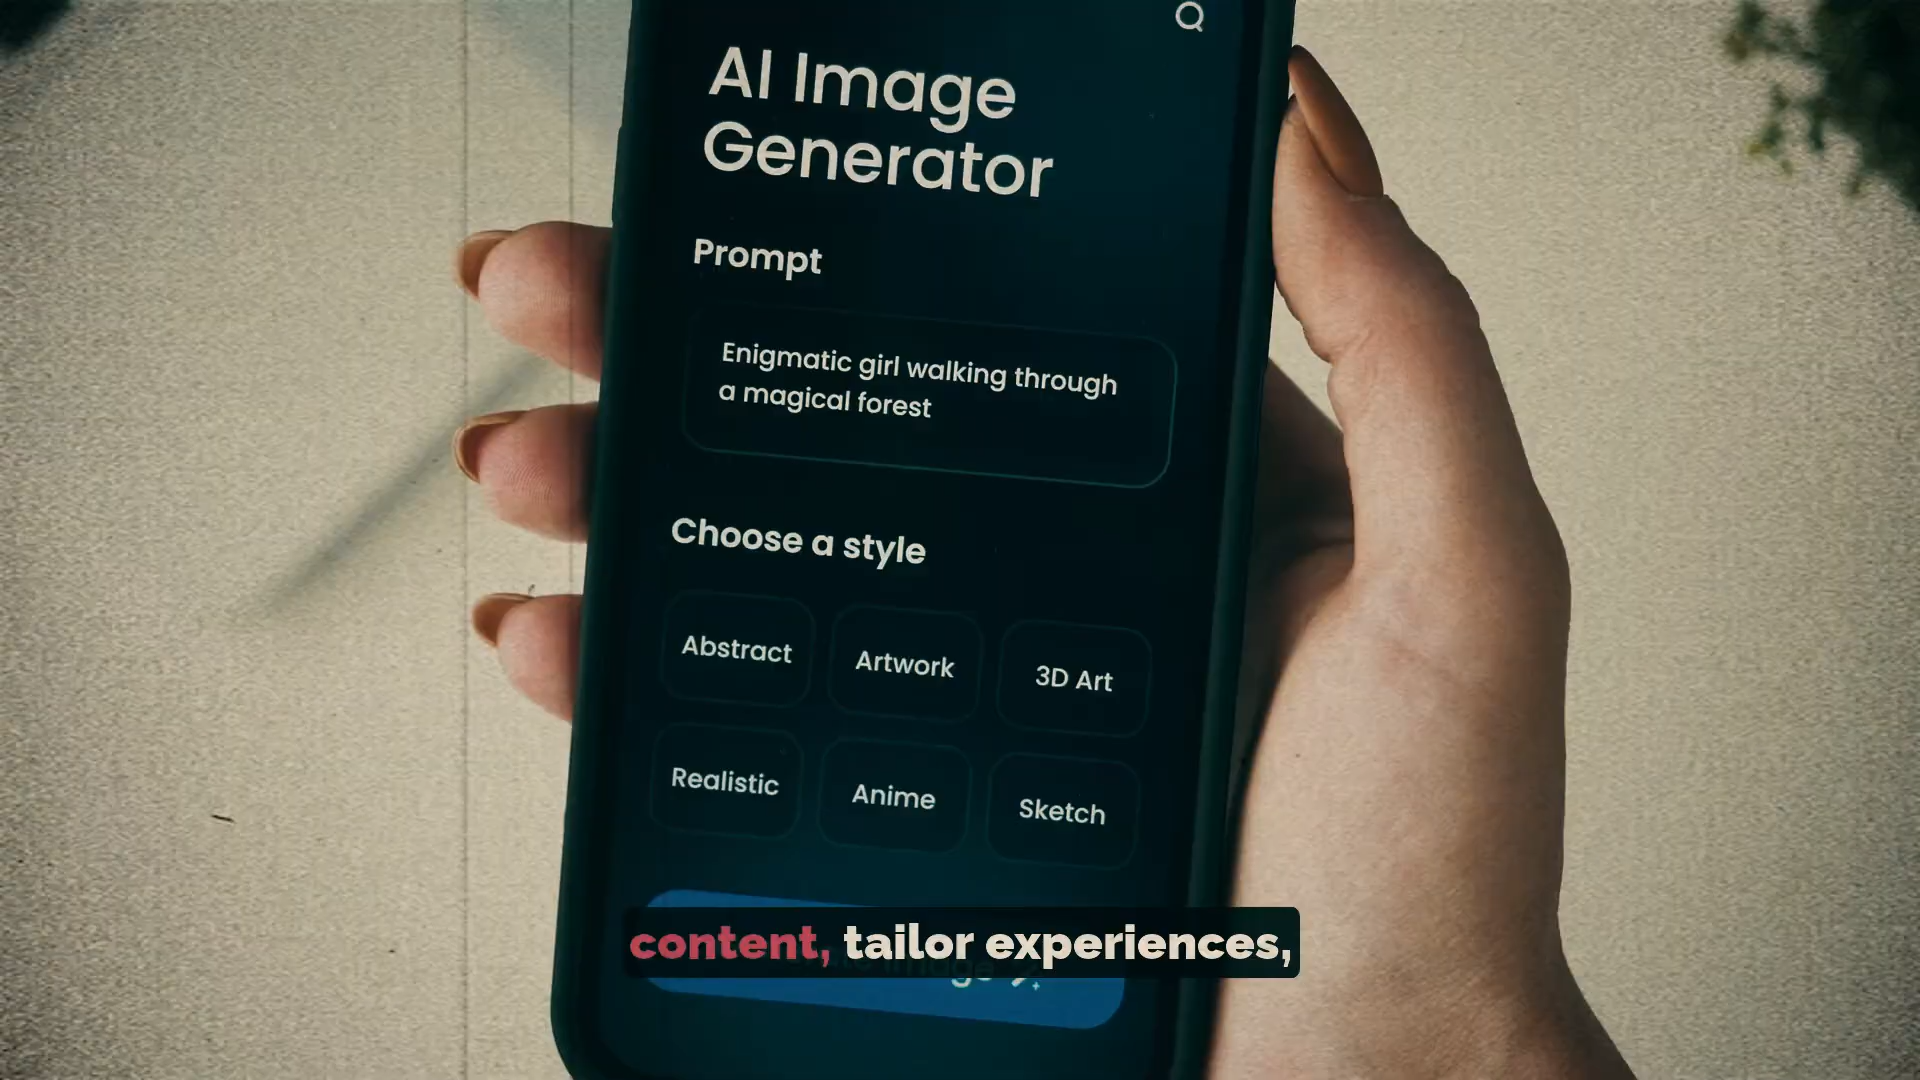 AI Image
Generator
Prompt
Enigmatic girl walking through
a magical forest
Choose a style
Abstract Artwork 3D Art
Realistic Anime Sketch
content, tailor experiences,